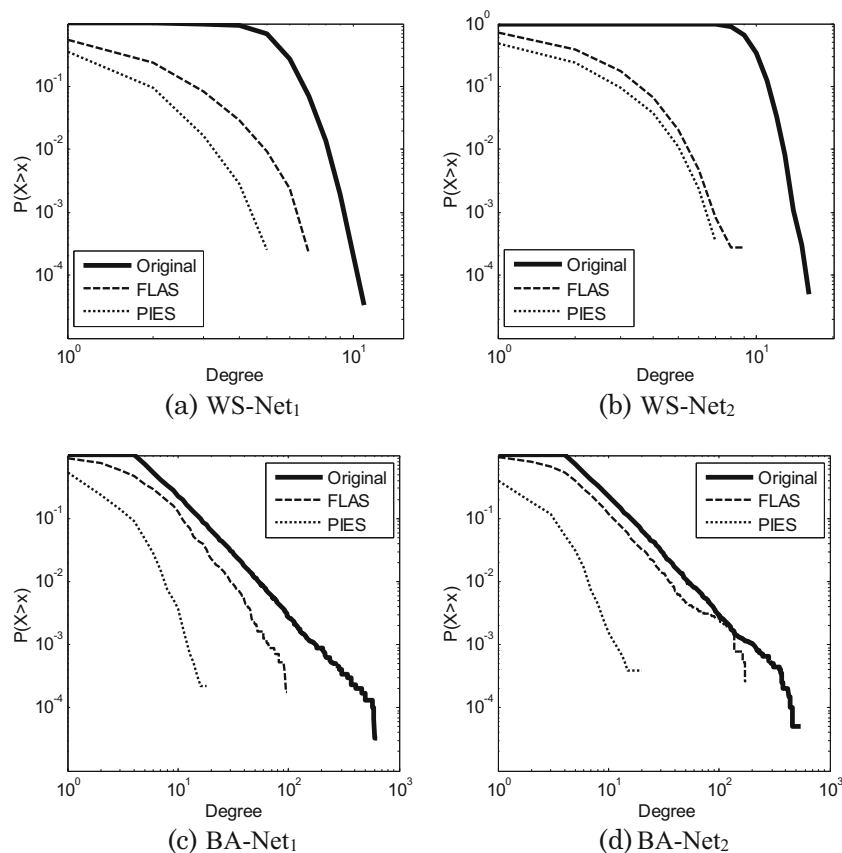 10^-1
10^-2
10^-3
10^-4
P(X>x)
Original
FLAS
PIES
10^0
10^1
Degree
(a) WS-Net₁
10^0
10^-1
10^-2
10^-3
10^-4
P(X>x)
Original
FLAS
PIES
10^0
10^1
Degree
(b) WS-Net₂
10^-1
10^-2
10^-3
10^-4
P(X>x)
Original
FLAS
PIES
10^0
10^1
10^2
10^3
Degree
(c) BA-Net₁
10^-1
10^-2
10^-3
10^-4
P(X>x)
Original
FLAS
PIES
10^0
10^1
10^2
10^3
Degree
(d) BA-Net₂